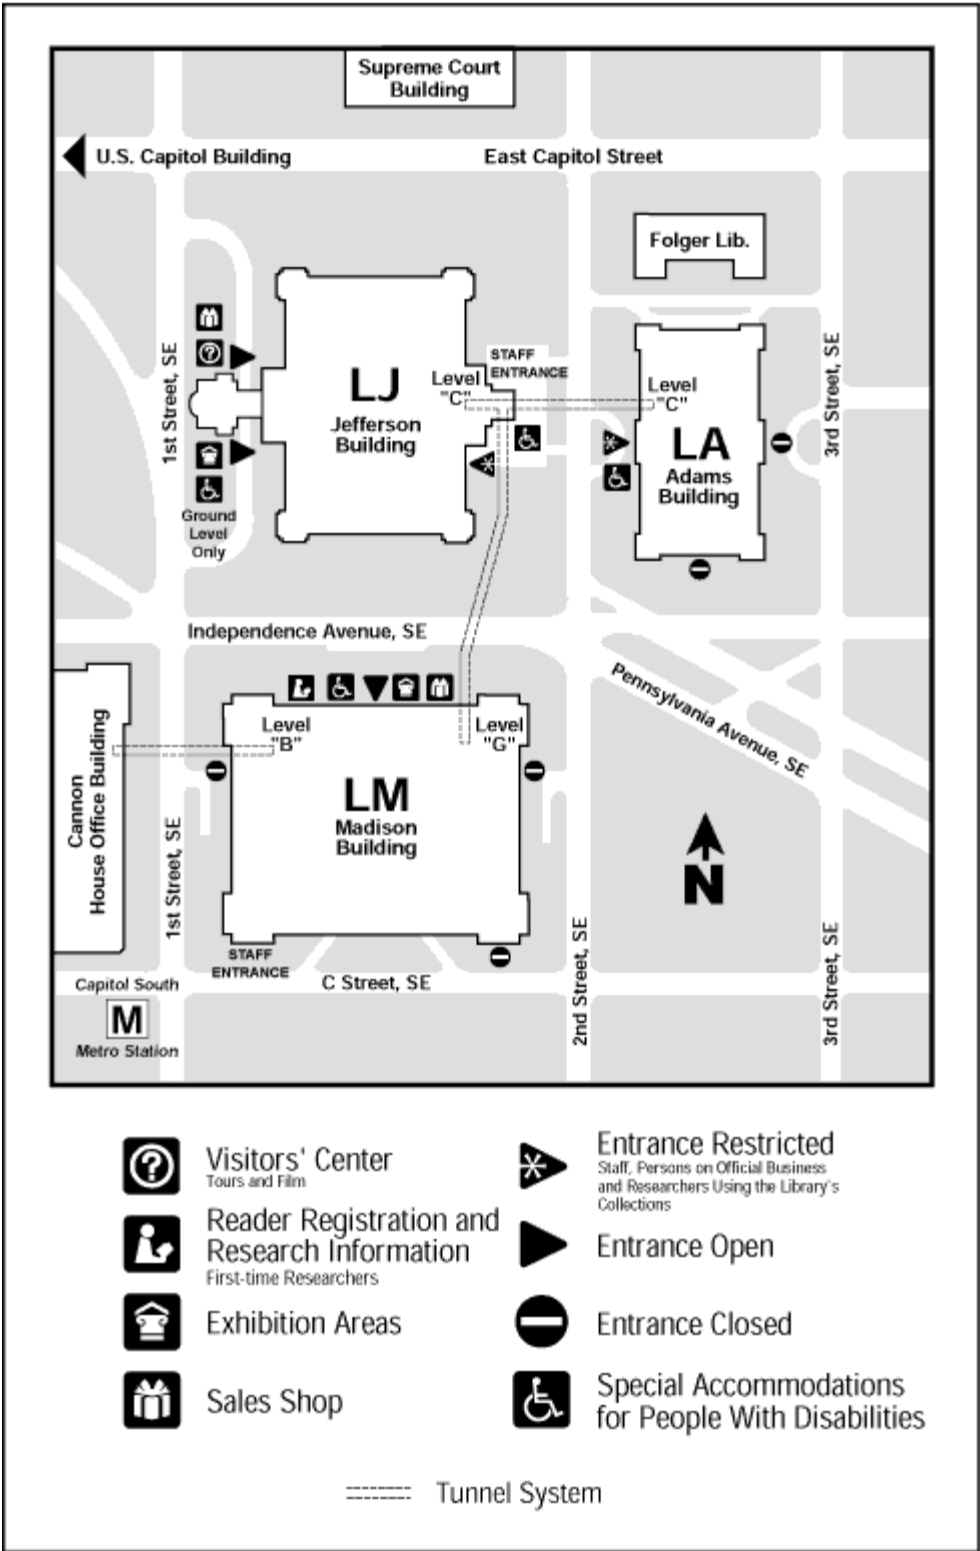 Supreme Court
Building
U.S. Capitol Building
East Capitol Street
Folger Lib.
1st Street, SE
STAFF
ENTRANCE
Level
"C"
LJ
Jefferson
Building
Level
"C"
LA
Adams
Building
3rd Street, SE
Ground
Level
Only
Independence Avenue, SE
Pennsylvania Avenue, SE
Cannon
House Office Building
Level
"B"
Level
"G"
LM
Madison
Building
N
1st Street, SE
STAFF
ENTRANCE
C Street, SE
2nd Street, SE
3rd Street, SE
Capitol South
M
Metro Station
Visitors' Center
Tours and Film
Reader Registration and
Research Information
First-time Researchers
Exhibition Areas
Sales Shop
Entrance Restricted
Staff, Persons on Official Business
and Researchers Using the Library's
Collections
Entrance Open
Entrance Closed
Special Accommodations
for People With Disabilities
Tunnel System